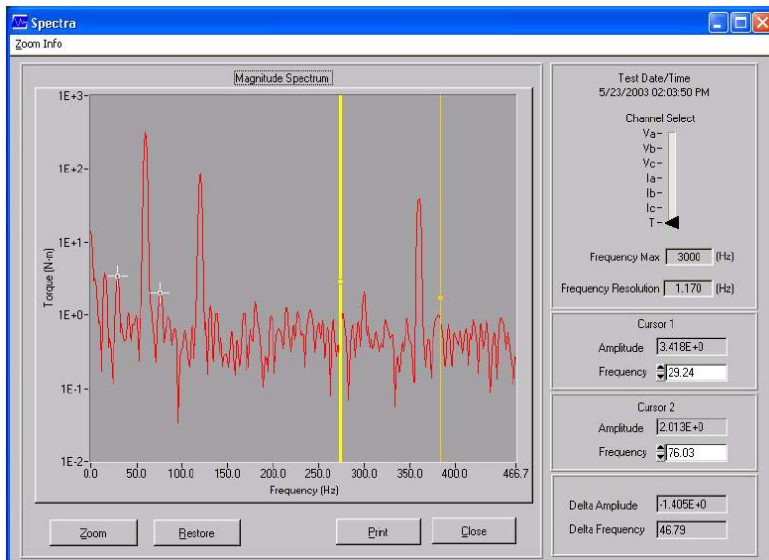 Spectra
Zoom Info
Magnitude Spectrum
1E+3
1E+2
1E+1
1E+0
1E-1
1E-2
Torque (N-m)
0.0 50.0 100.0 150.0 200.0 250.0 300.0 350.0 400.0 466.7
Frequency (Hz)
Zoom Restore Print Close
Test Date/Time
5/23/2003 02:03:50 PM
Channel Select
Va
Vb
Vc
Ia
Ib
Ic
T
Frequency Max 3000 (Hz)
Frequency Resolution 1.170 (Hz)
Cursor 1
Amplitude 3.418E+0
Frequency 29.24
Cursor 2
Amplitude 2.013E+0
Frequency 76.03
Delta Ampliude -1.405E+0
Delta Frequency 46.79